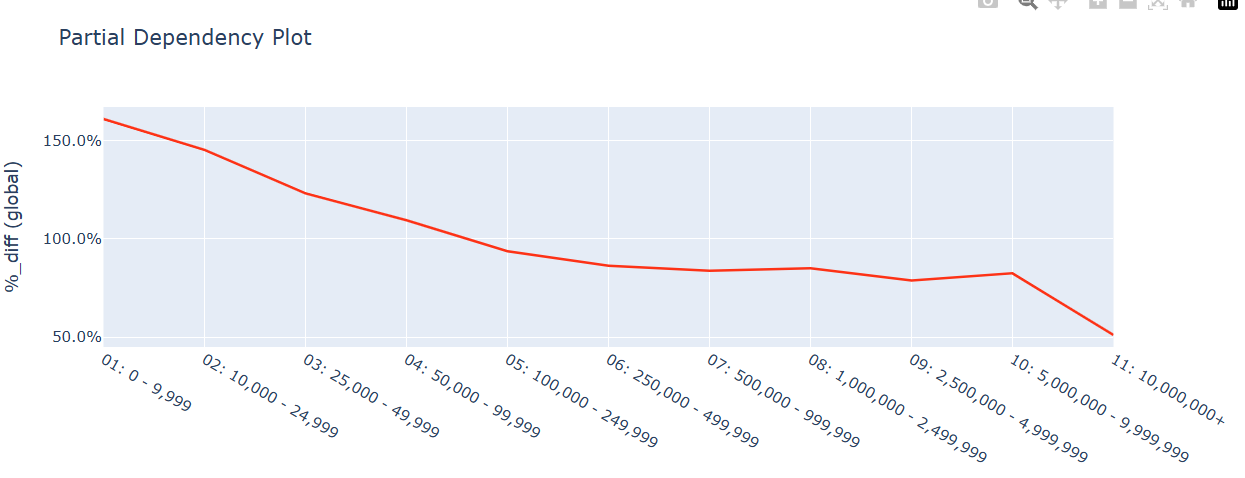 Partial Dependency Plot
%_diff (global)
150.0%
100.0%
50.0%
01: 0 - 9,999
02: 10,000 - 24,999
03: 25,000 - 49,999
04: 50,000 - 99,999
05: 100,000 - 249,999
06: 250,000 - 499,999
07: 500,000 - 999,999
08: 1,000,000 - 2,499,999
09: 2,500,000 - 4,999,999
10: 5,000,000 - 9,999,999
11: 10,000,000+